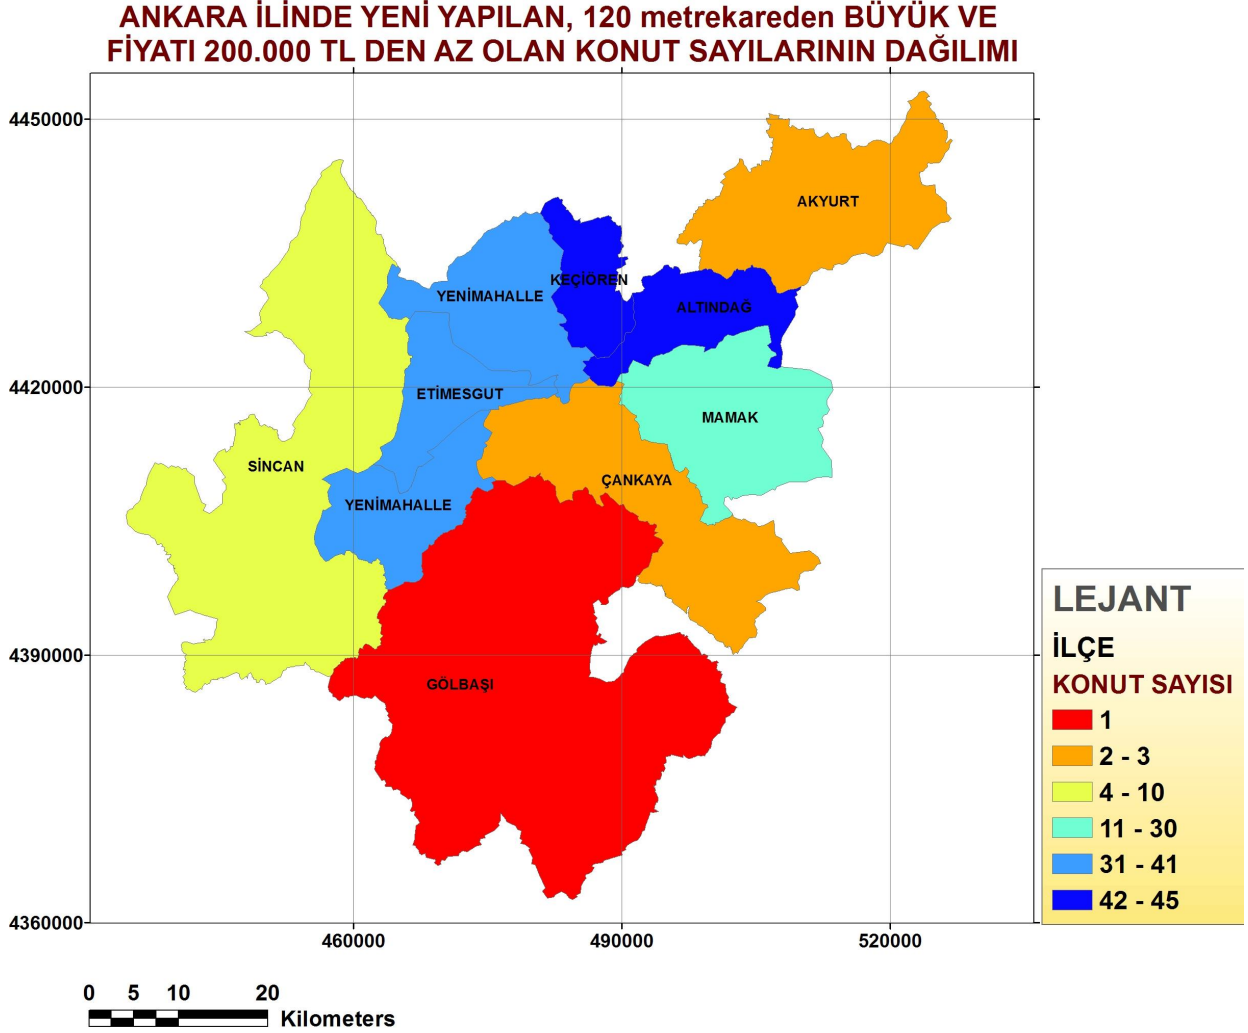 ANKARA İLİNDE YENİ YAPILAN, 120 metrekareden BÜYÜK VE
FİYATI 200.000 TL DEN AZ OLAN KONUT SAYILARININ DAĞILIMI
4450000
AKYURT
KEÇİÖREN
YENİMAHALLE
ALTINDAĞ
4420000
ETİMESGUT
MAMAK
SİNCAN
ÇANKAYA
YENİMAHALLE
4390000
GÖLBAŞI
4360000
460000 490000 520000
LEJANT
İLÇE
KONUT SAYISI
1
2 - 3
4 - 10
11 - 30
31 - 41
42 - 45
0 5 10 20
Kilometers